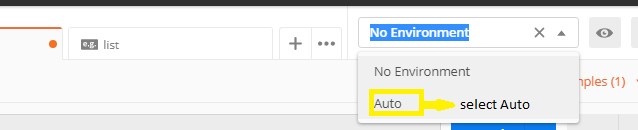 e.g. list
No Environment
No Environment
mples (1)
Auto
select Auto